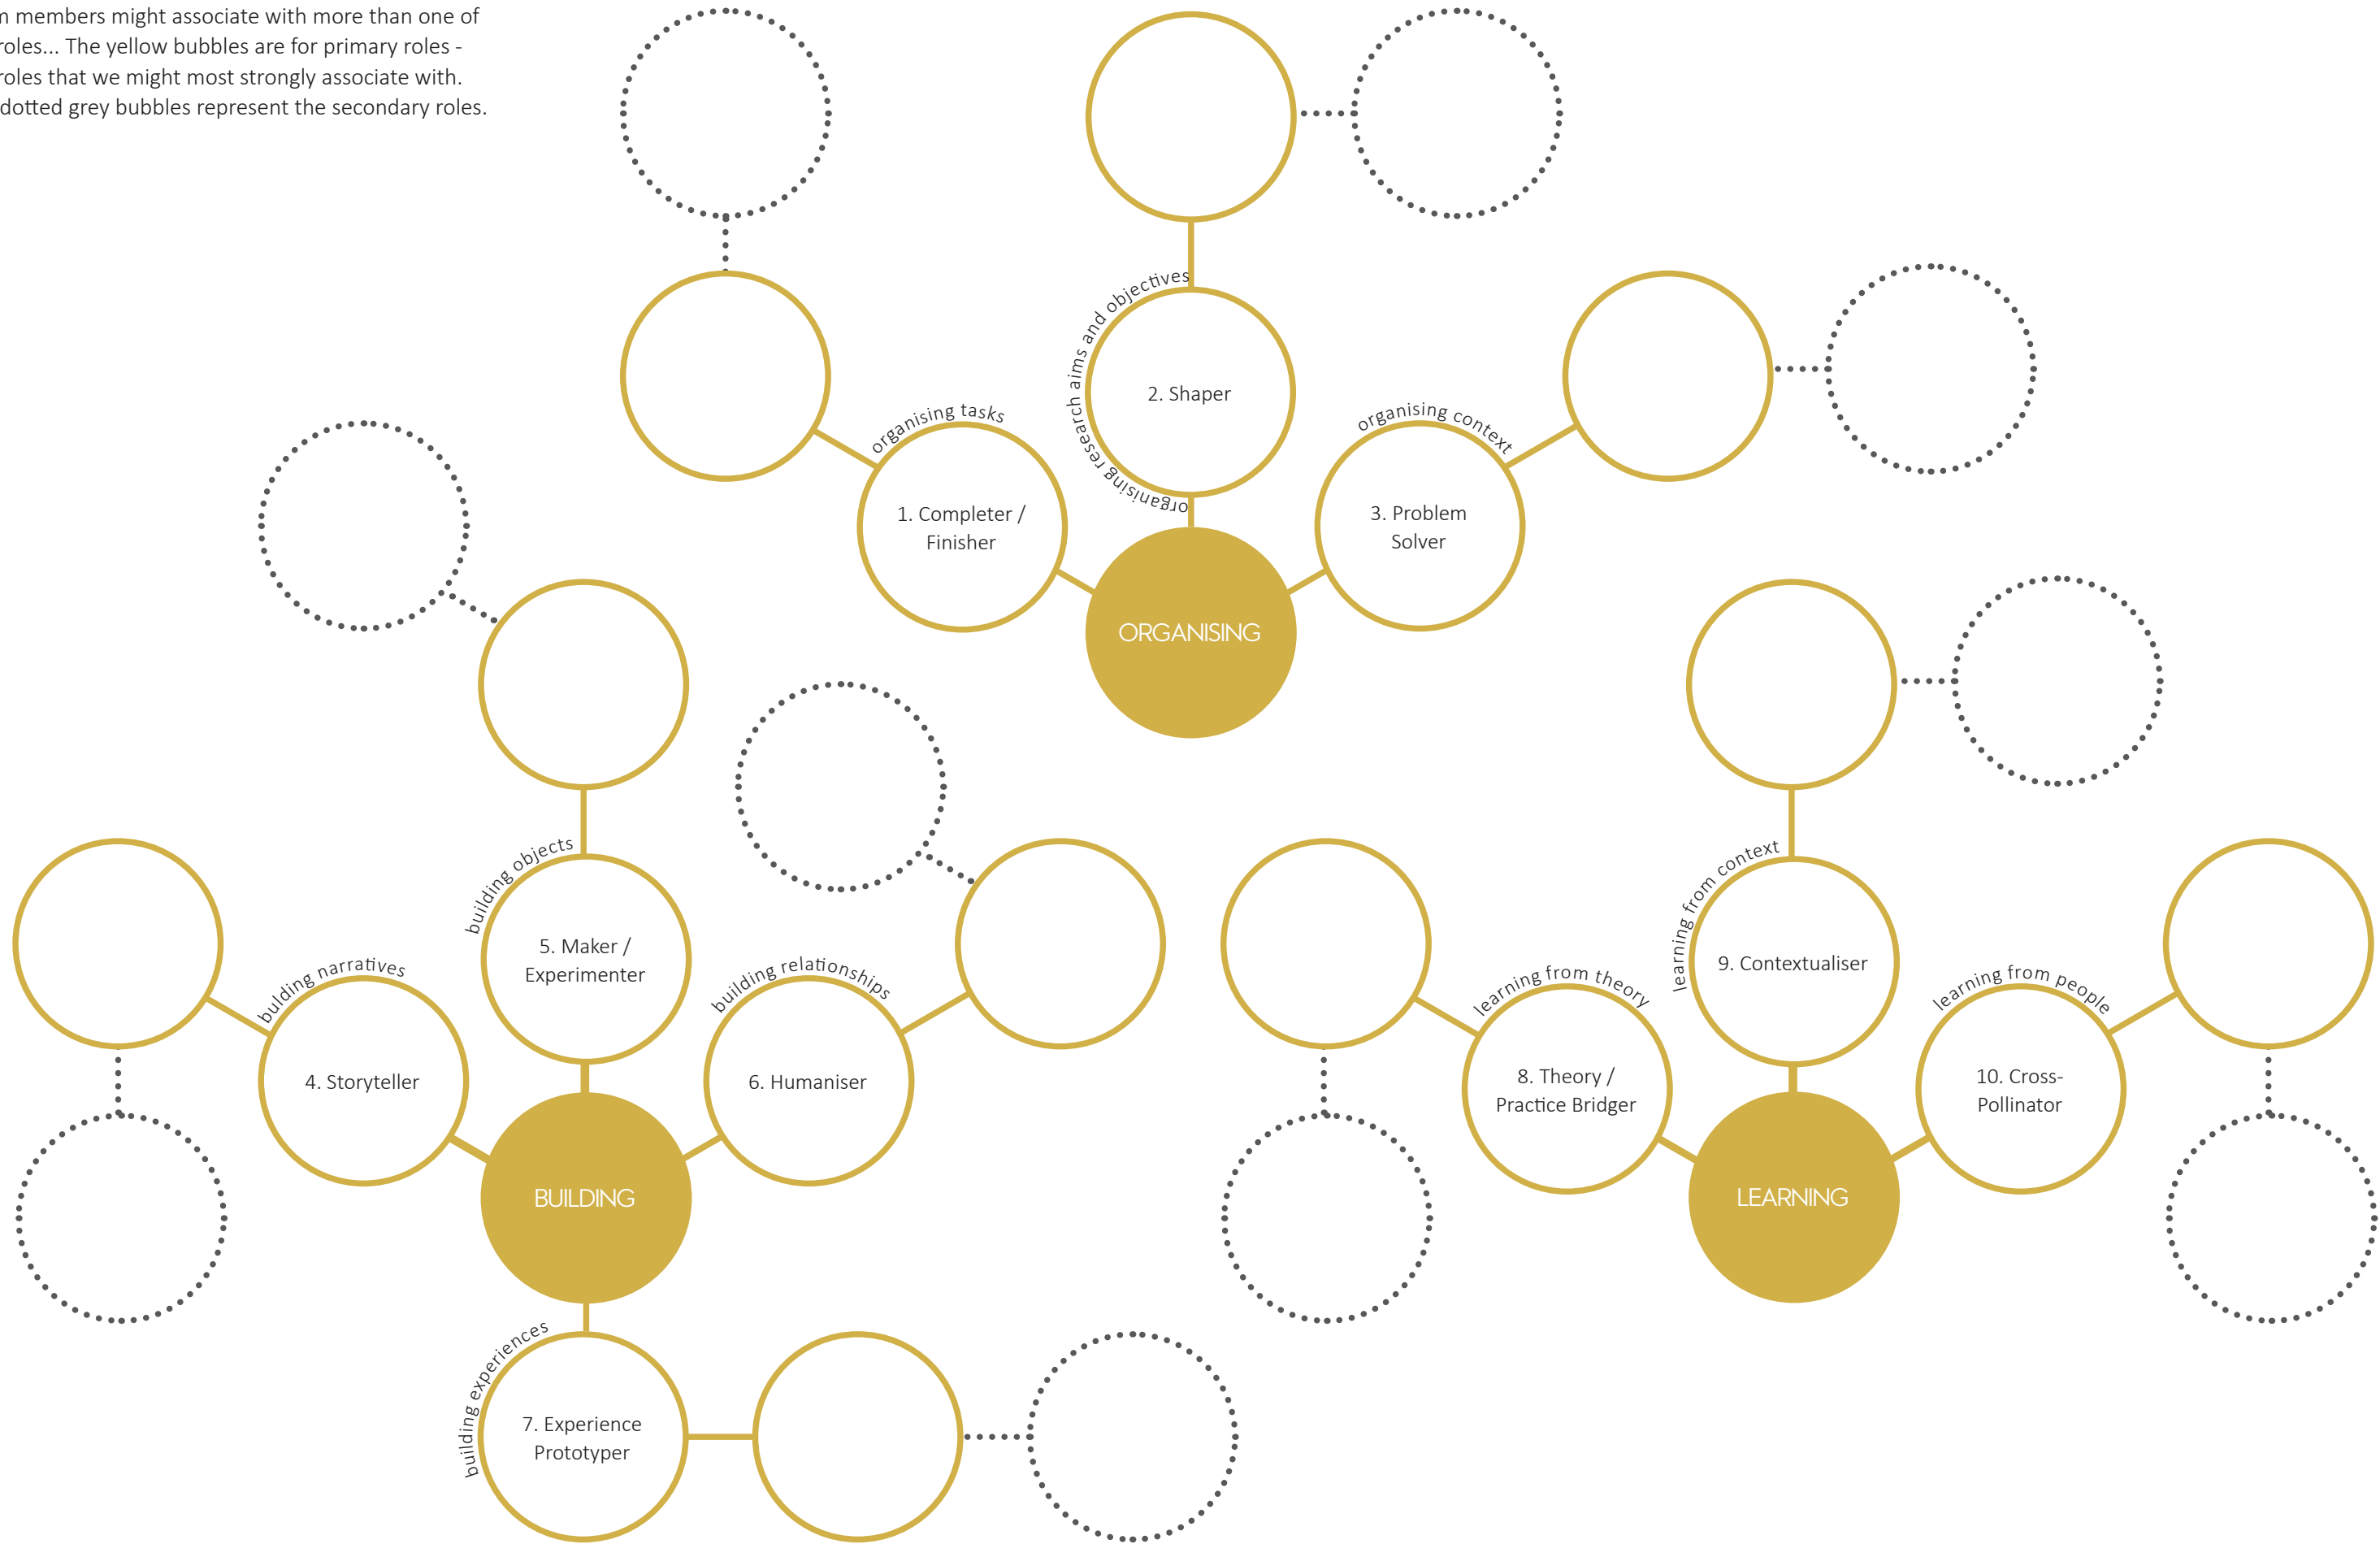 members might associate with more than one of
roles... The yellow bubbles are for primary roles -
roles that we might most strongly associate with.
dotted grey bubbles represent the secondary roles.
organising research aims and objectives
2. Shaper
organising tasks
1. Completer /
Finisher
organising context
3. Problem
Solver
ORGANISING
building objects
5. Maker /
Experimenter
bulding narratives
4. Storyteller
building relationships
6. Humaniser
BUILDING
building experiences
7. Experience
Prototyper
learning from theory
8. Theory /
Practice Bridger
learning from context
9. Contextualiser
learning from people
10. Cross-
Pollinator
LEARNING